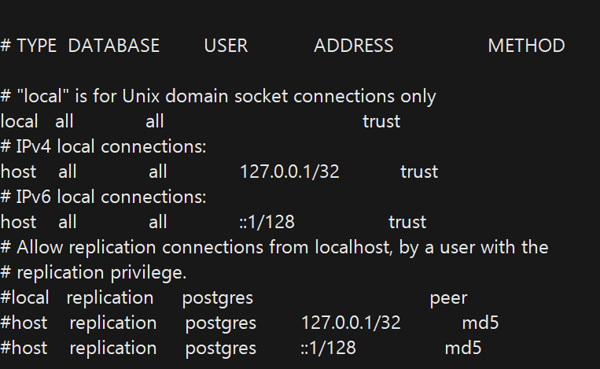 # TYPE DATABASE USER ADDRESS METHOD
# "local" is for Unix domain socket connections only
local all all trust
# IPv4 local connections:
host all all 127.0.0.1/32 trust
# IPv6 local connections:
host all all ::1/128 trust
# Allow replication connections from localhost, by a user with the
# replication privilege.
#local replication postgres peer
#host replication postgres 127.0.0.1/32 md5
#host replication postgres ::1/128 md5